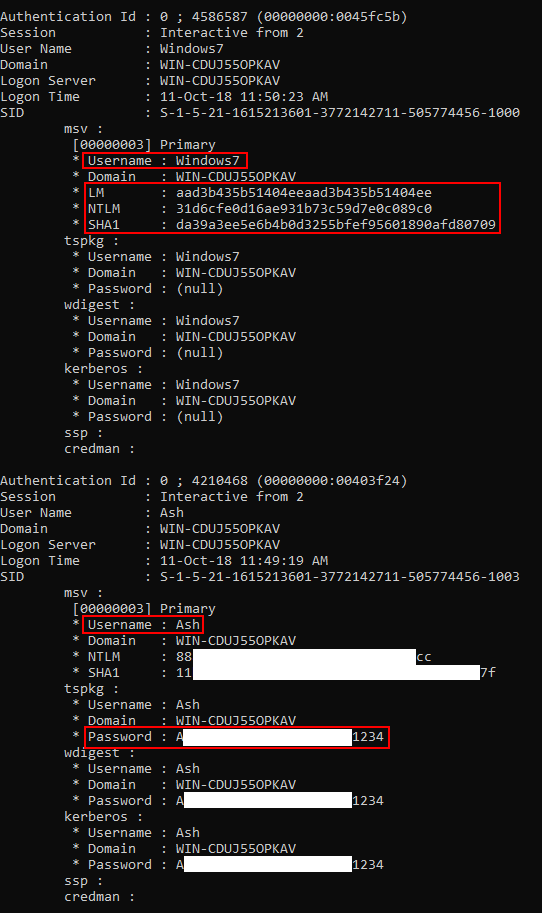 Authentication Id : 0 ; 4586587 (00000000:0045fc5b)
Session           : Interactive from 2
User Name         : Windows7
Domain            : WIN-CDUJ55OPKAV
Logon Server      : WIN-CDUJ55OPKAV
Logon Time        : 11-Oct-18 11:50:23 AM
SID               : S-1-5-21-1615213601-3772142711-505774456-1000
        msv :
         [00000003] Primary
         * Username : Windows7
         * Domain   : WIN-CDUJ55OPKAV
         * LM       : aad3b435b51404eeaad3b435b51404ee
         * NTLM     : 31d6cfe0d16ae931b73c59d7e0c089c0
         * SHA1     : da39a3ee5e6b4b0d3255bfef95601890afd80709
        tspkg :
         * Username : Windows7
         * Domain   : WIN-CDUJ55OPKAV
         * Password : (null)
        wdigest :
         * Username : Windows7
         * Domain   : WIN-CDUJ55OPKAV
         * Password : (null)
        kerberos :
         * Username : Windows7
         * Domain   : WIN-CDUJ55OPKAV
         * Password : (null)
        ssp :
        credman :
Authentication Id : 0 ; 4210468 (00000000:00403f24)
Session           : Interactive from 2
User Name         : Ash
Domain            : WIN-CDUJ55OPKAV
Logon Server      : WIN-CDUJ55OPKAV
Logon Time        : 11-Oct-18 11:49:19 AM
SID               : S-1-5-21-1615213601-3772142711-505774456-1003
        msv :
         [00000003] Primary
         * Username : Ash
         * Domain   : WIN-CDUJ55OPKAV
         * NTLM     : 88 cc
         * SHA1     : 11 7f
        tspkg :
         * Username : Ash
         * Domain   : WIN-CDUJ55OPKAV
         * Password : A 1234
        wdigest :
         * Username : Ash
         * Domain   : WIN-CDUJ55OPKAV
         * Password : A 1234
        kerberos :
         * Username : Ash
         * Domain   : WIN-CDUJ55OPKAV
         * Password : A 1234
        ssp :
        credman :